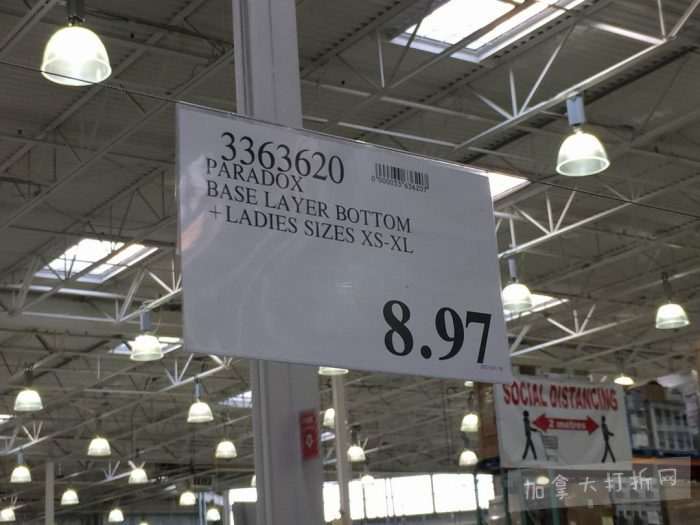 3363620
PARADOX
BASE LAYER BOTTOM
+LADIES SIZES XS-XL
8.97
SOCIAL DISTANCING
2 metres
加拿大打折网